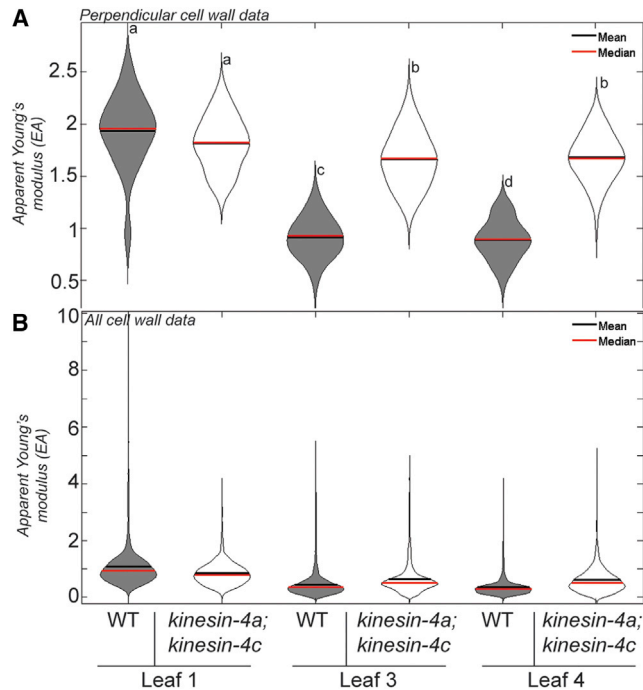 A Perpendicular cell wall data
a
a
b
b
c
d
Mean
Median
2.5
2
1.5
1
0.5
Apparent Young's
modulus (EA)
B All cell wall data
Mean
Median
10
8
6
4
2
0
Apparent Young's
modulus (EA)
WT kinesin-4a; WT kinesin-4a; WT kinesin-4a;
kinesin-4c kinesin-4c kinesin-4c
Leaf 1 Leaf 3 Leaf 4